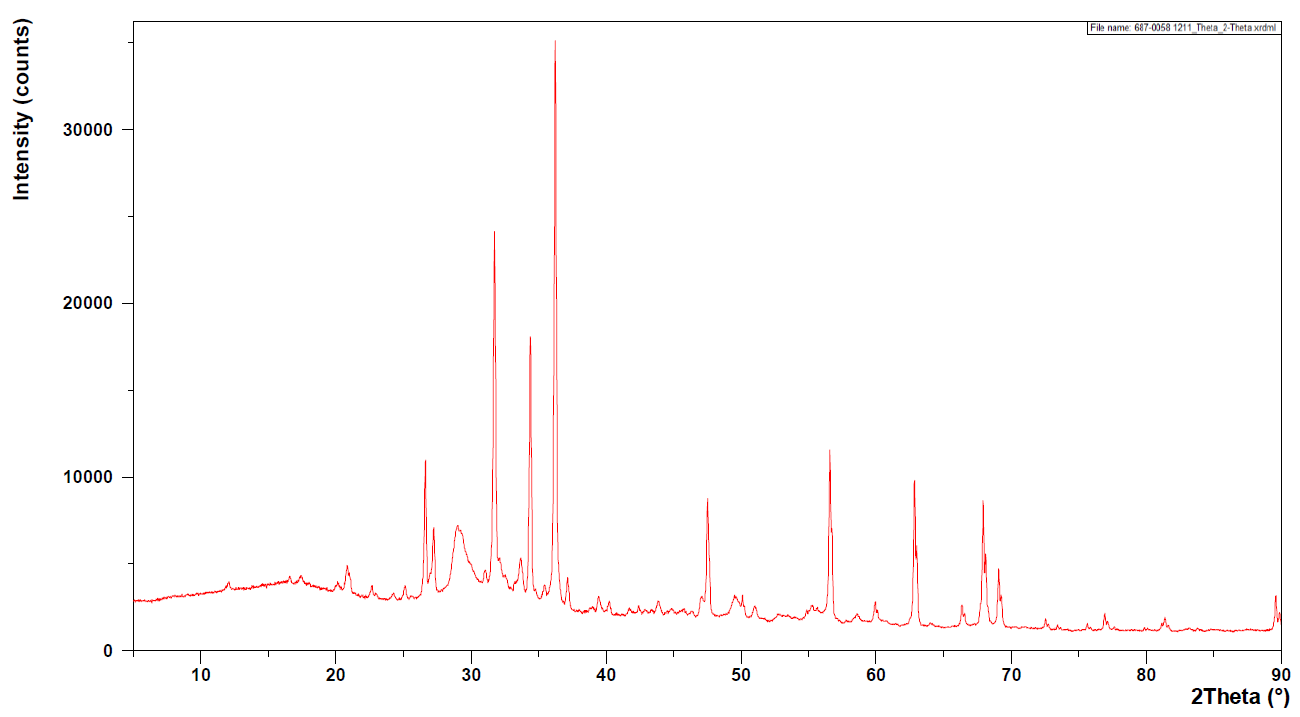 File name: 687-0058 1211_Theta_2-Theta.xrdml
Intensity (counts)
30000
20000
10000
0
10 20 30 40 50 60 70 80 90
2Theta (°)